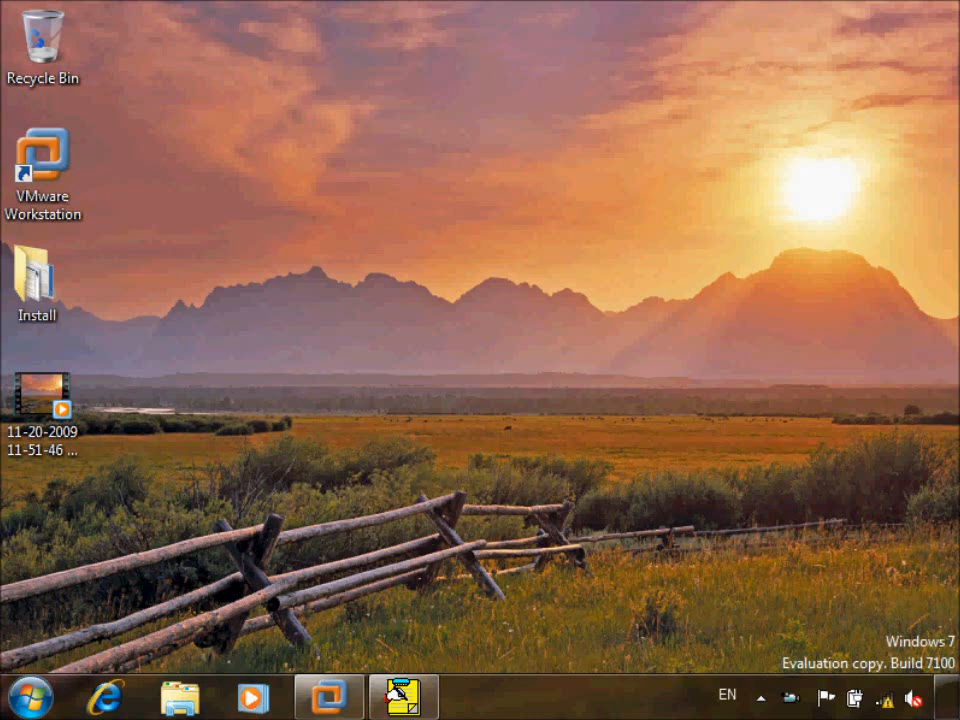 Recycle Bin
VMware
Workstation
Install
11-20-2009
11-51-46 ...
Windows 7
Evaluation copy. Build 7100
EN